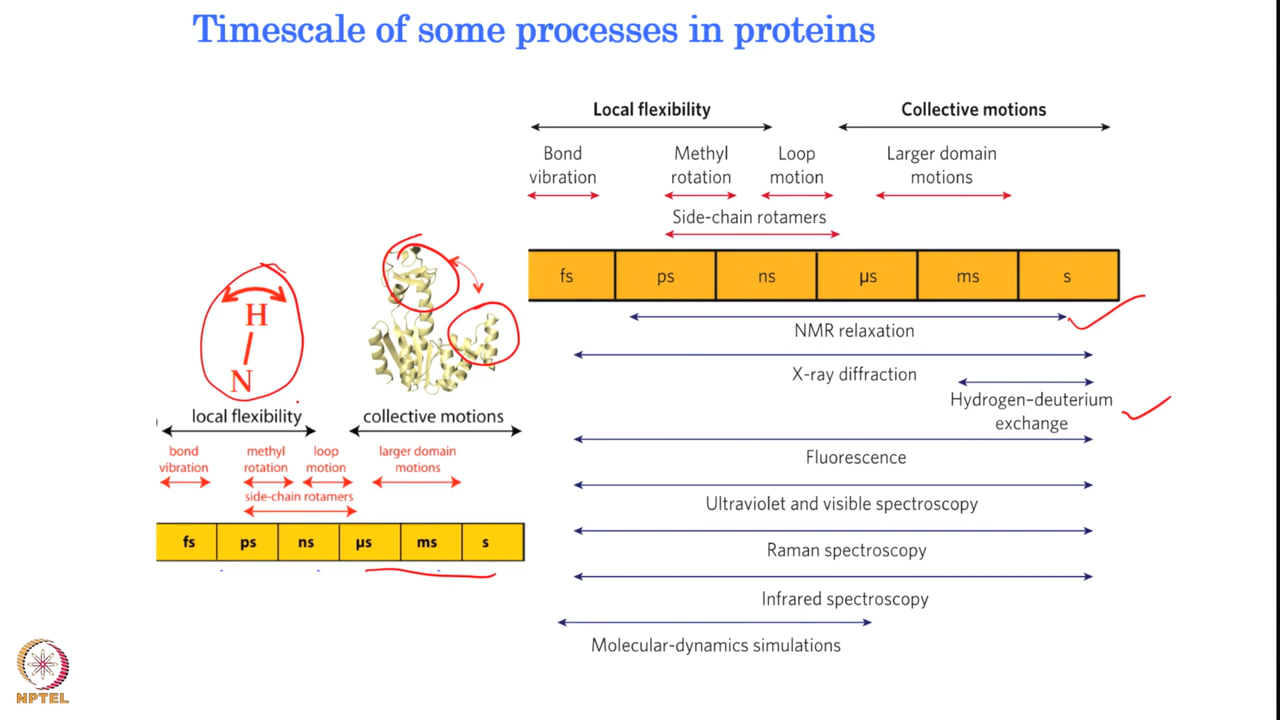 Timescale of some processes in proteins
Local flexibility
Collective motions
Bond
vibration
Methyl
rotation
Loop
motion
Larger domain
motions
Side-chain rotamers
fs
ps
ns
µs
ms
s
NMR relaxation
X-ray diffraction
Hydrogen–deuterium
exchange
Fluorescence
Ultraviolet and visible spectroscopy
Raman spectroscopy
Infrared spectroscopy
Molecular-dynamics simulations
H
N
local flexibility
collective motions
bond
vibration
methyl
rotation
loop
motion
larger domain
motions
side-chain rotamers
fs
ps
ns
µs
ms
s
NPTEL